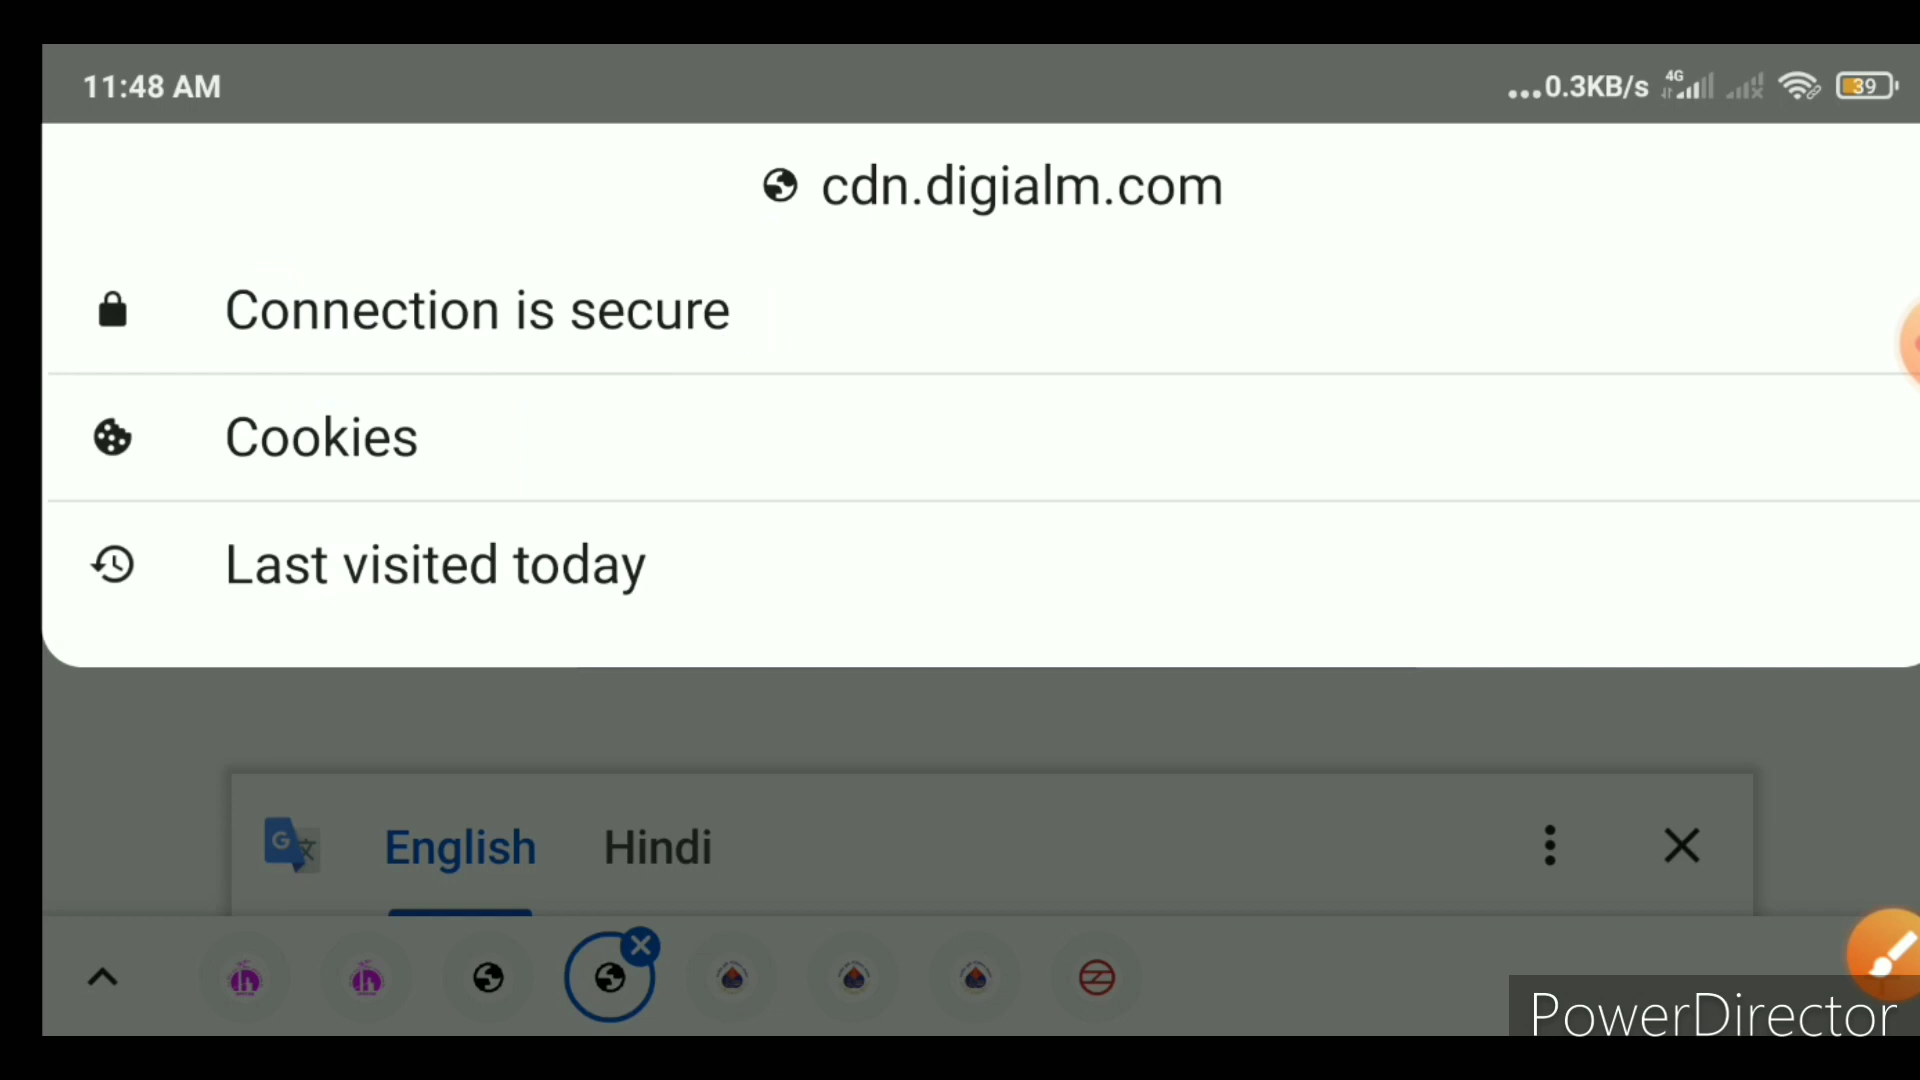 11:48 AM
...0.3KB/s 4G 39
cdn.digialm.com
Connection is secure
Cookies
Last visited today
English Hindi
PowerDirector